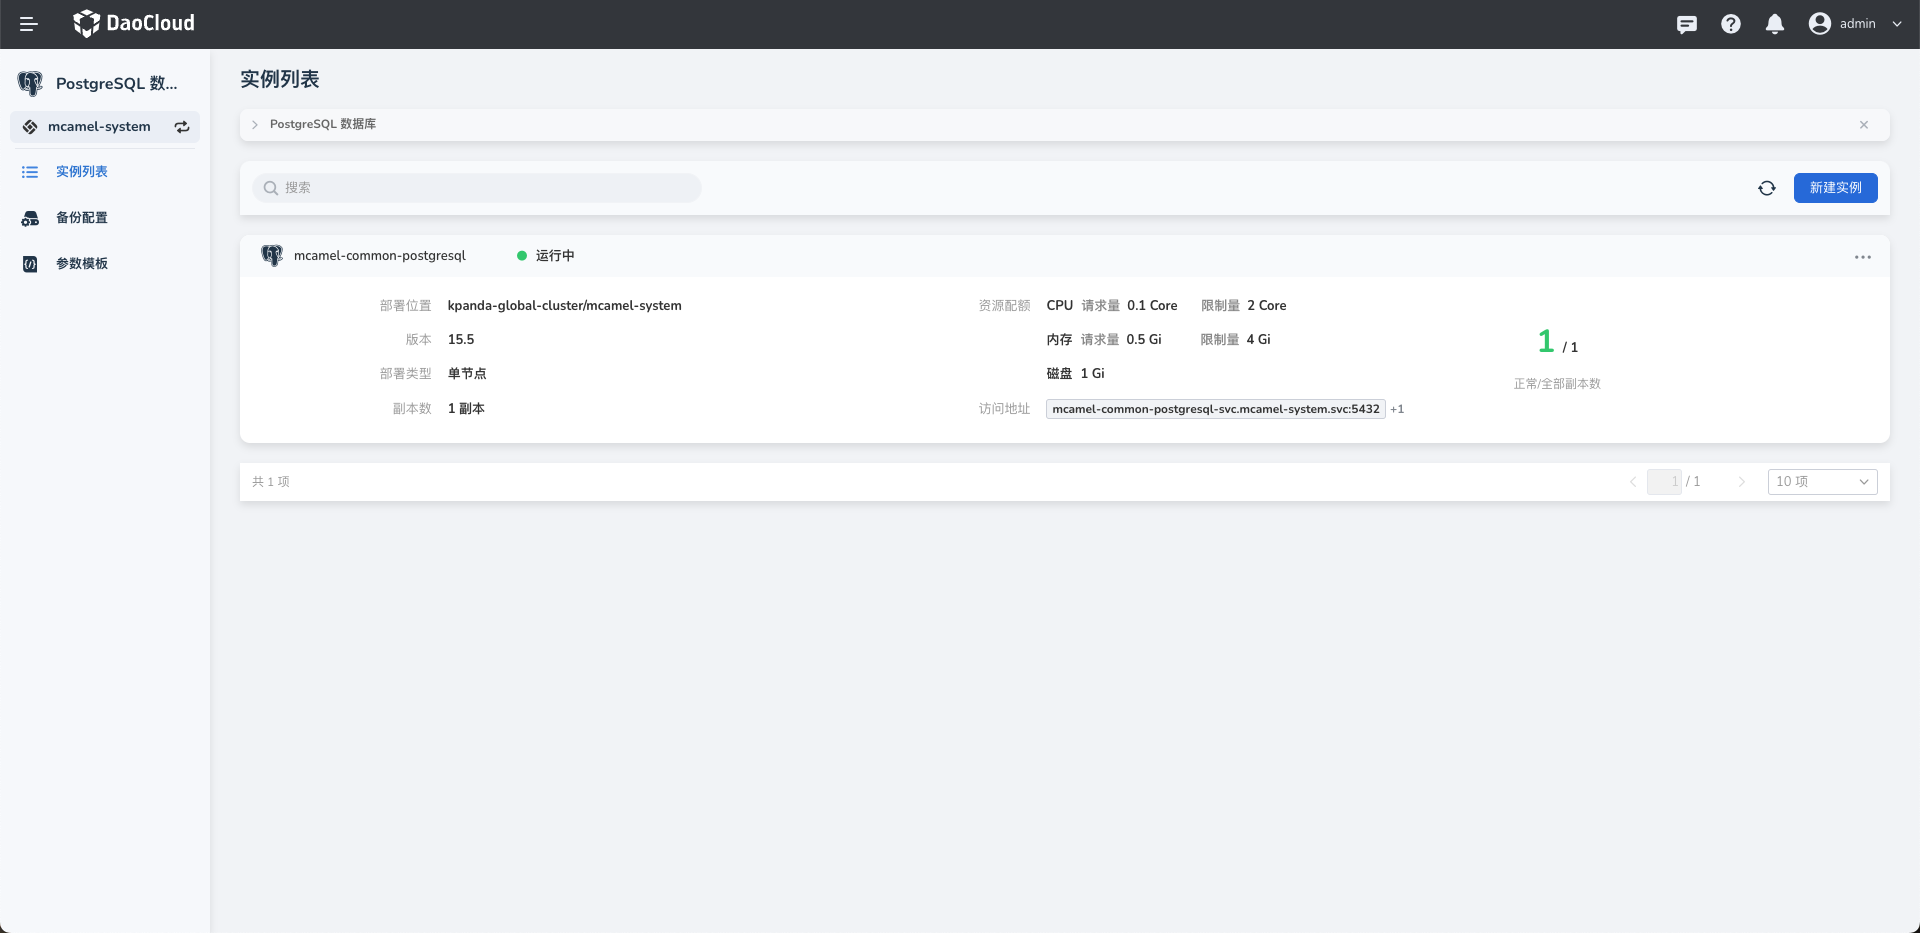 DaoCloud
admin
PostgreSQL 数...
mcamel-system
实例列表
备份配置
参数模板
实例列表
PostgreSQL 数据库
搜索
新建实例
mcamel-common-postgresql 运行中
部署位置 kpanda-global-cluster/mcamel-system
版本 15.5
部署类型 单节点
副本数 1 副本
资源配额 CPU 请求量 0.1 Core 限制量 2 Core
内存 请求量 0.5 Gi 限制量 4 Gi
磁盘 1 Gi
访问地址 mcamel-common-postgresql-svc.mcamel-system.svc:5432 +1
1 / 1
正常/全部副本数
共 1 项
1 / 1
10 项